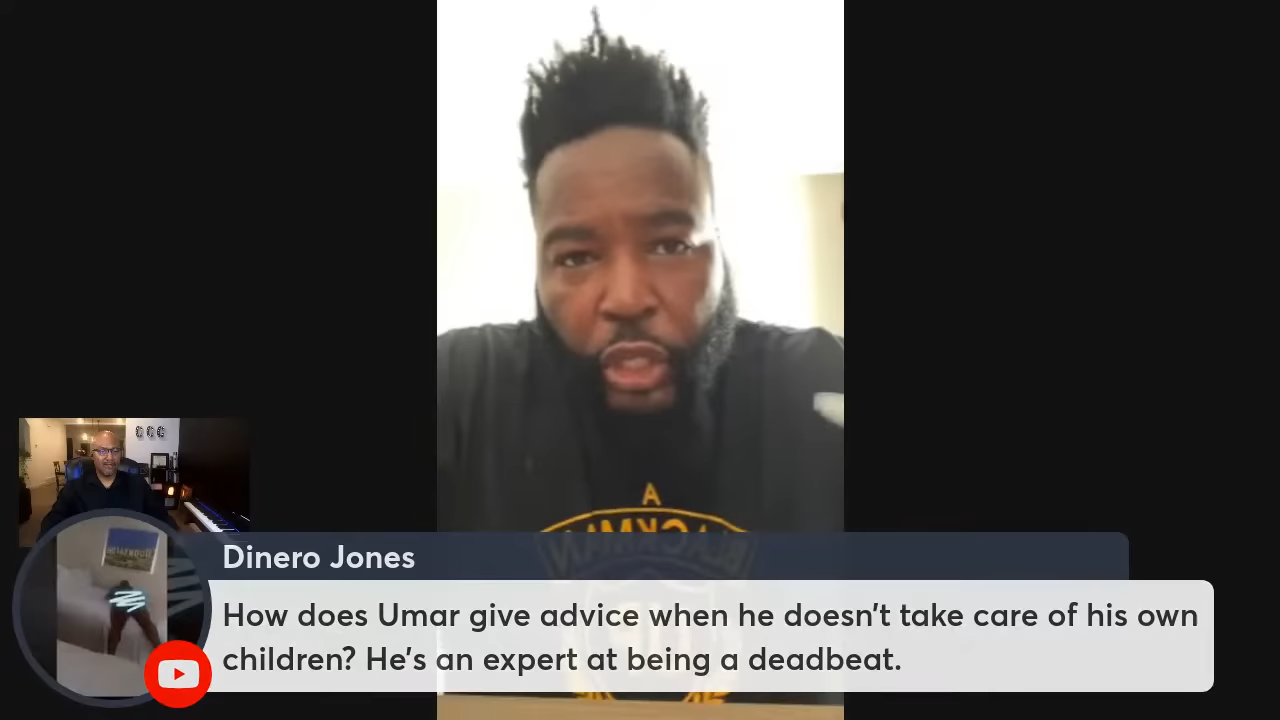 A
BLACKMAN
Dinero Jones
How does Umar give advice when he doesn't take care of his own
children? He's an expert at being a deadbeat.